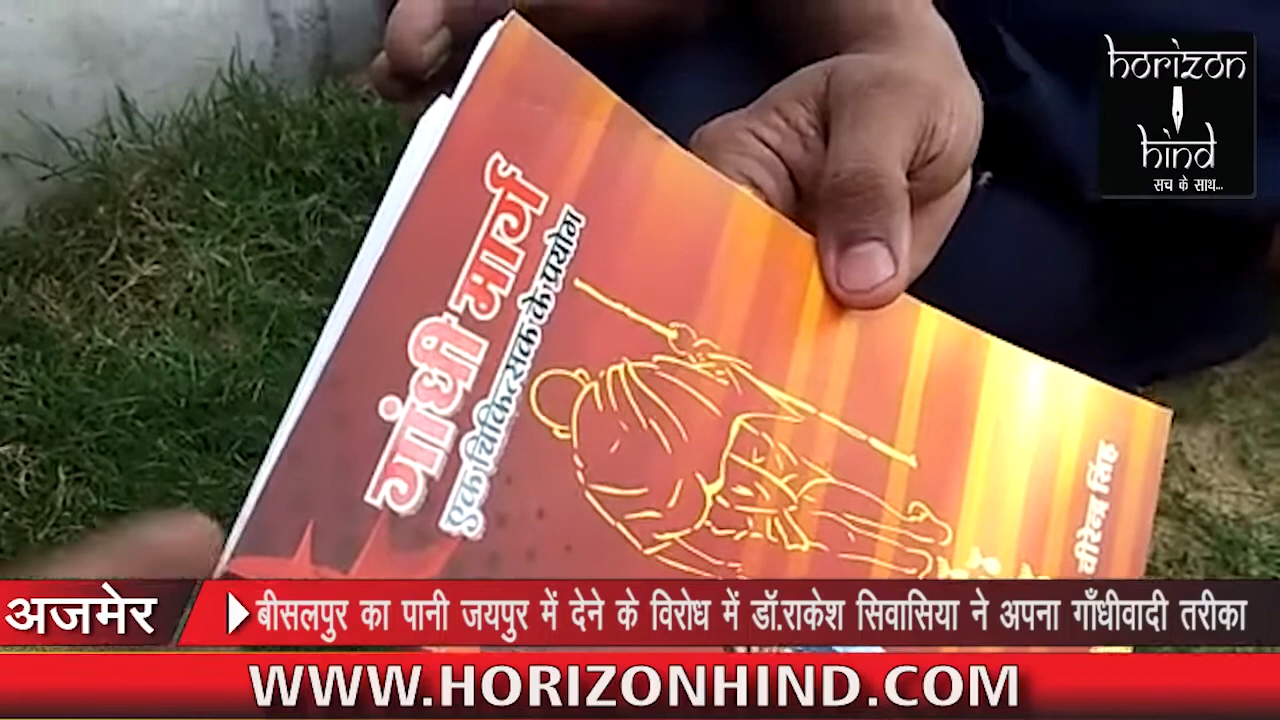 horizon
hind
सच के साथ...
गांधी मार्ग
एक चिकित्सक के प्रयोग
वीरेन्द्र सिंह
अजमेर
बीसलपुर का पानी जयपुर में देने के विरोध में डॉ.राकेश सिवासिया ने अपना गाँधीवादी तरीका
WWW.HORIZONHIND.COM